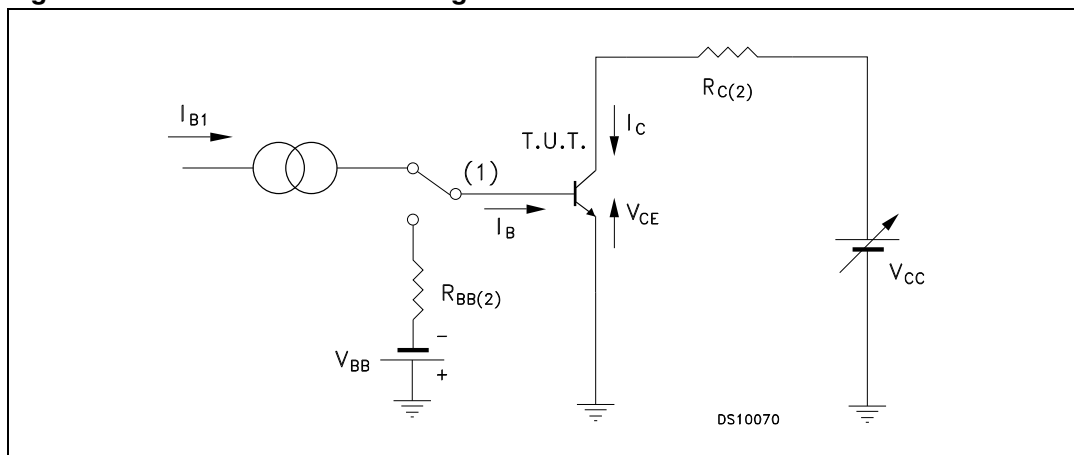 R_C(2)
I_B1
T.U.T.
I_C
(1)
I_B
V_CE
V_CC
R_BB(2)
V_BB
-
+
DS10070